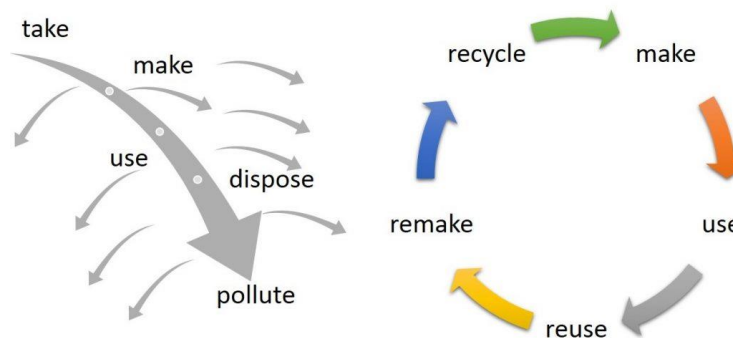 take
make
use
dispose
pollute
recycle
make
use
reuse
remake